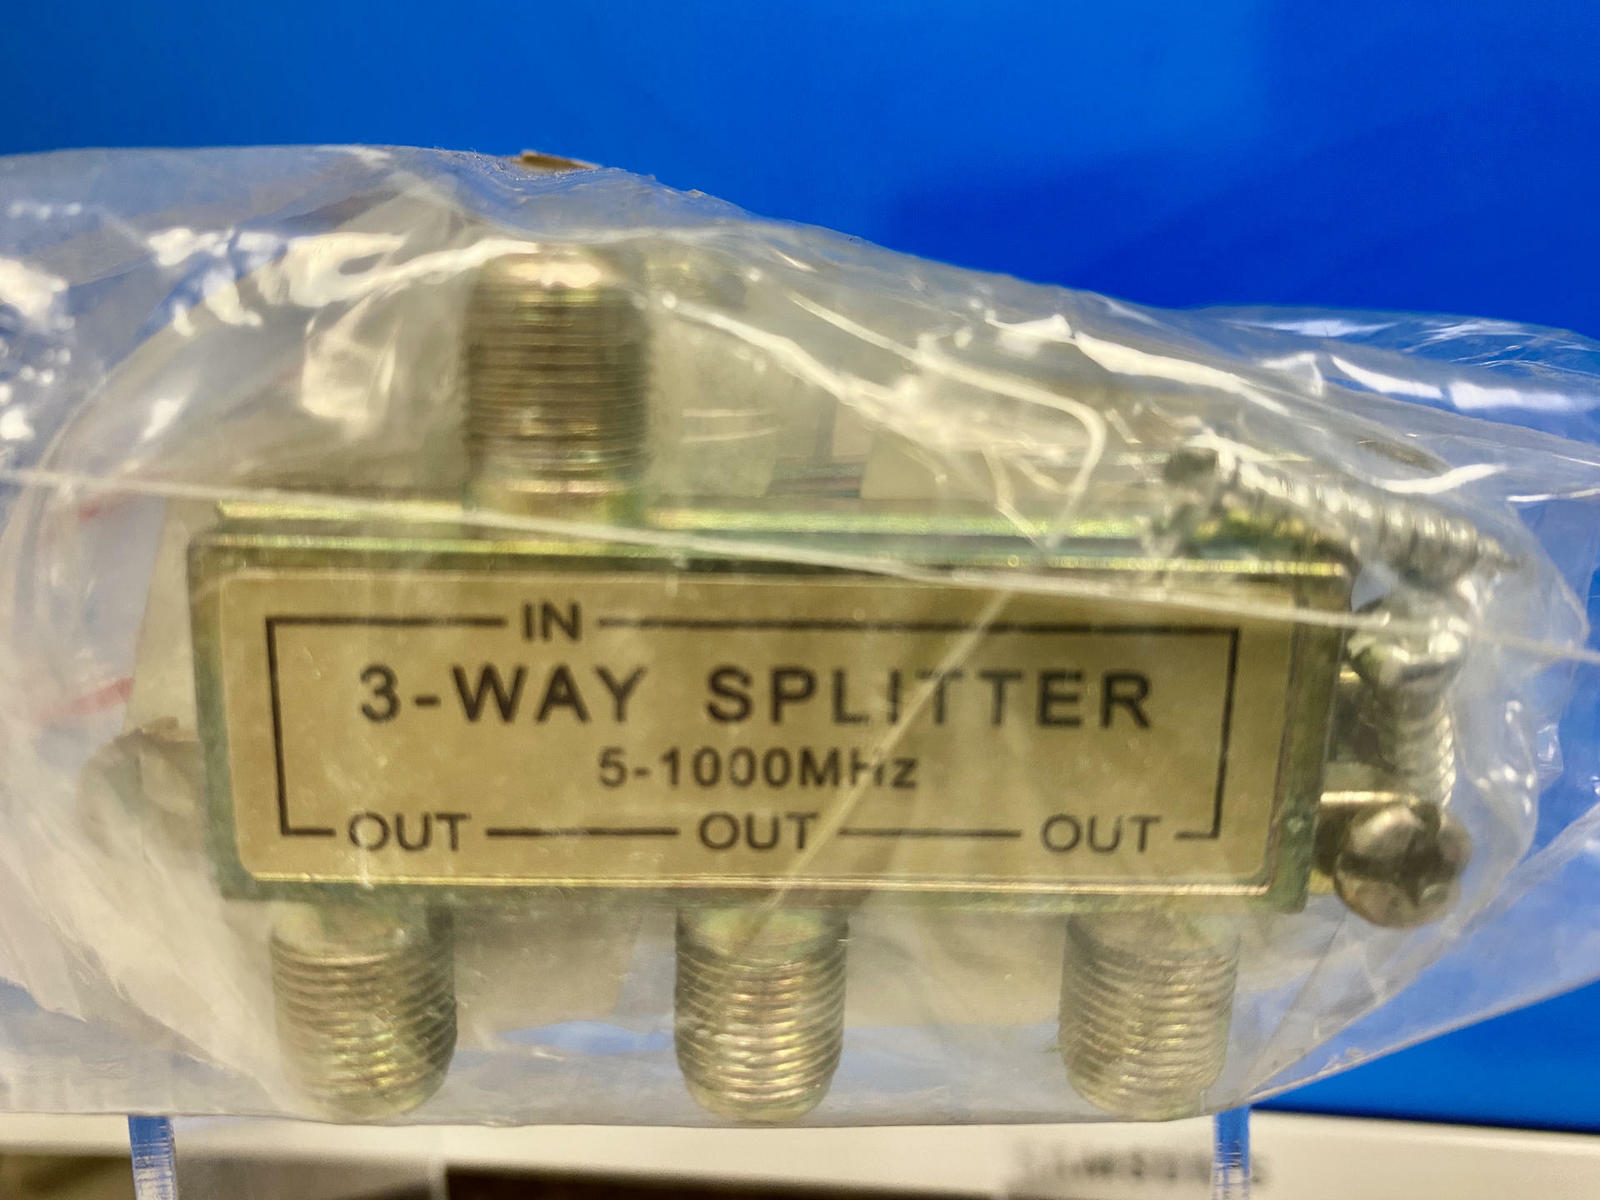 IN
3-WAY SPLITTER
5-1000MHz
OUT OUT OUT